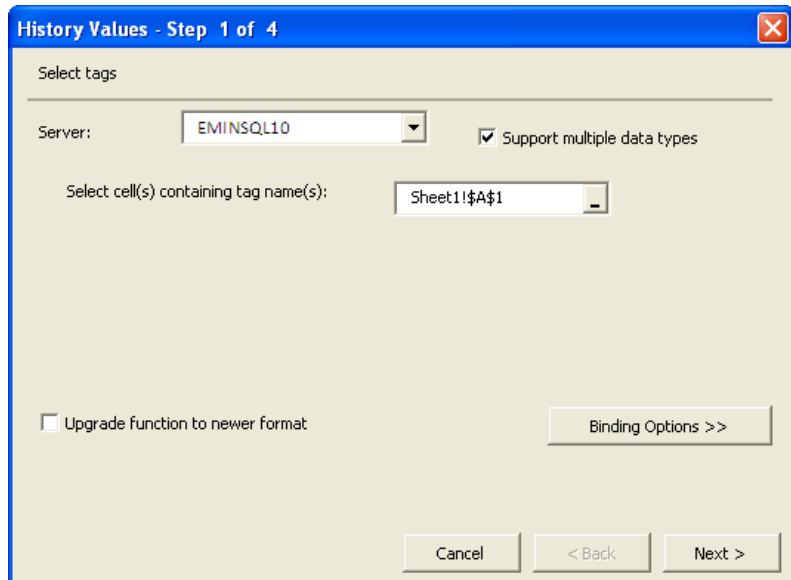 History Values - Step 1 of 4
Select tags
Server: EMINSQL10 Support multiple data types
Select cell(s) containing tag name(s): Sheet1!$A$1
Upgrade function to newer format Binding Options >>
Cancel < Back Next >